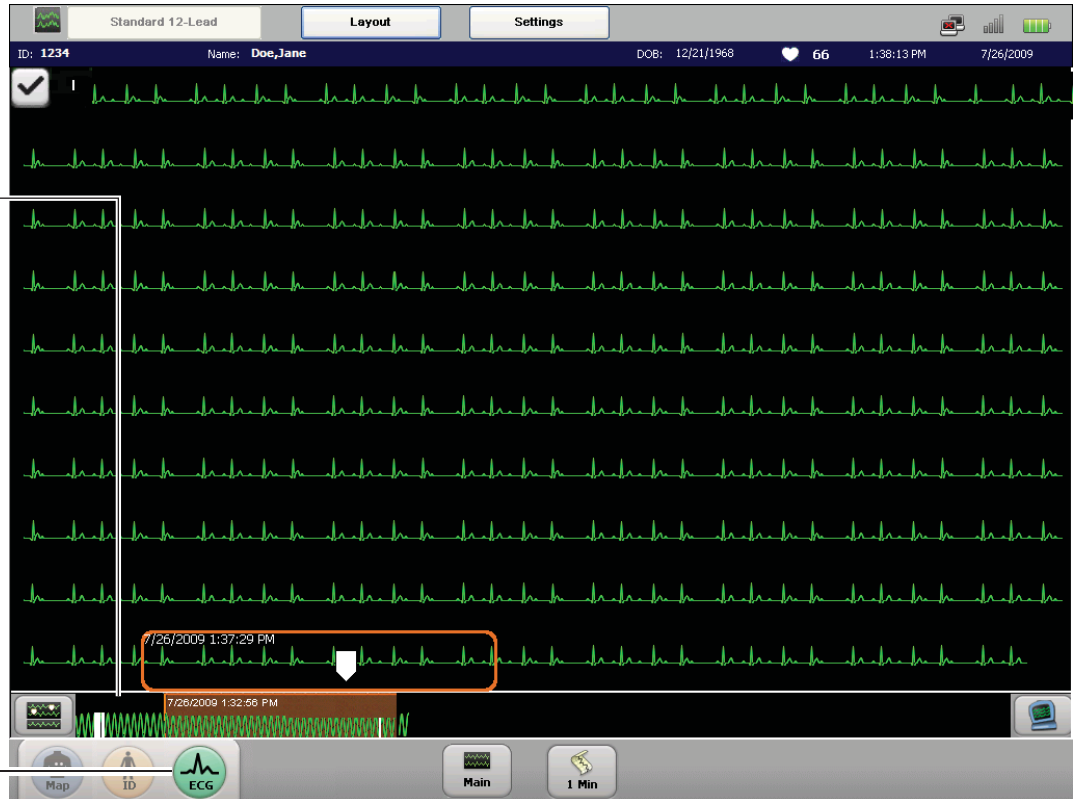 Standard 12-Lead Layout Settings
ID: 1234 Name: Doe,Jane DOB: 12/21/1968 66 1:38:13 PM 7/26/2009
I
7/26/2009 1:37:29 PM
7/26/2009 1:32:56 PM
Map ID ECG Main 1 Min